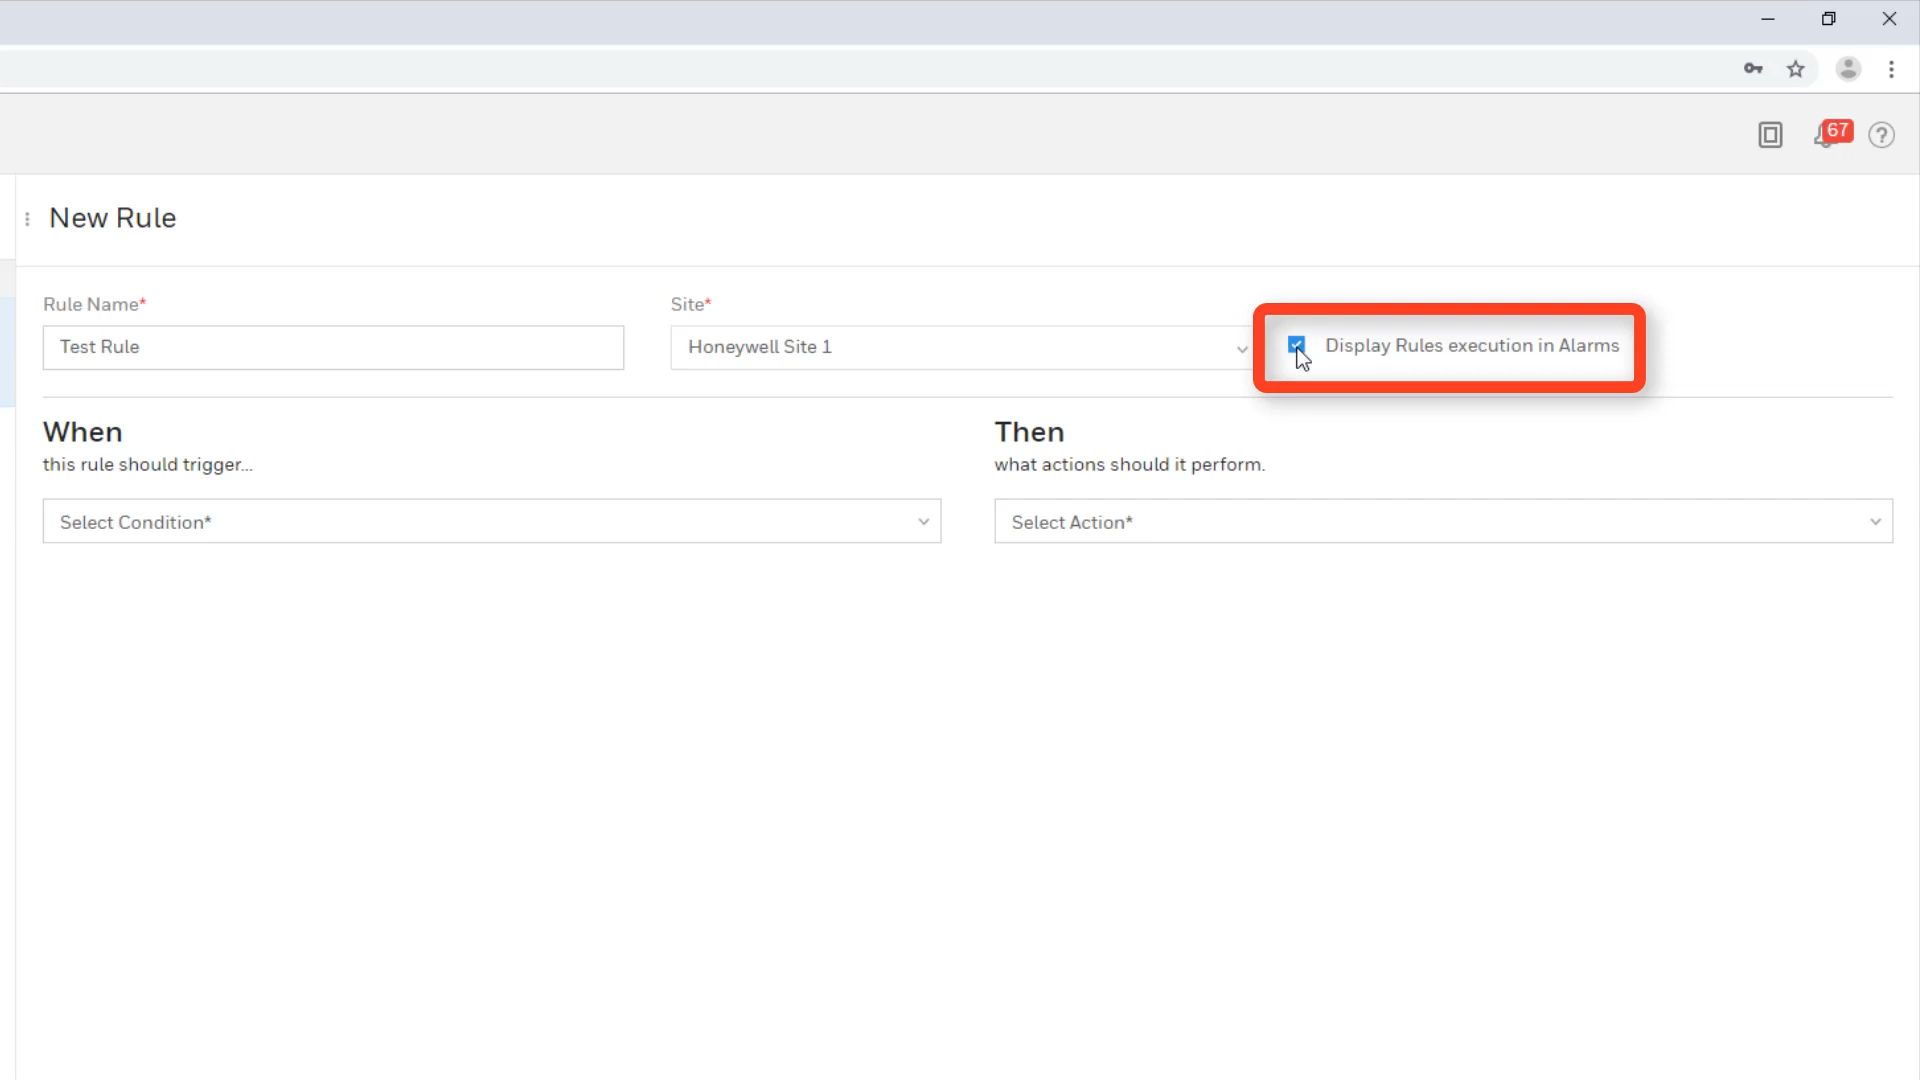 67
New Rule
Rule Name*
Site*
Test Rule
Honeywell Site 1
Display Rules execution in Alarms
When
this rule should trigger...
Then
what actions should it perform.
Select Condition*
Select Action*